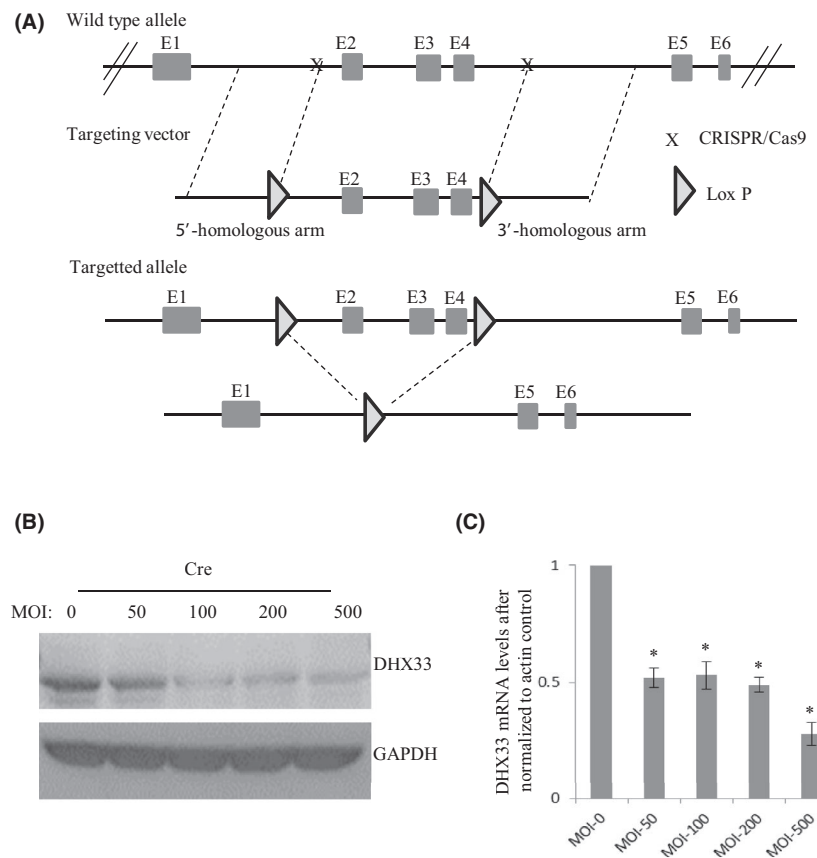 (A)
Wild type allele
E1 E2 E3 E4 E5 E6
X X
Targeting vector
X CRISPR/Cas9
E2 E3 E4
Lox P
5′-homologous arm 3′-homologous arm
Targetted allele
E1 E2 E3 E4 E5 E6
E1 E5 E6
(B)
Cre
MOI: 0 50 100 200 500
DHX33
GAPDH
(C)
DHX33 mRNA levels after
normalized to actin control
1
0.5
0
* * * *
MOI-0 MOI-50 MOI-100 MOI-200 MOI-500